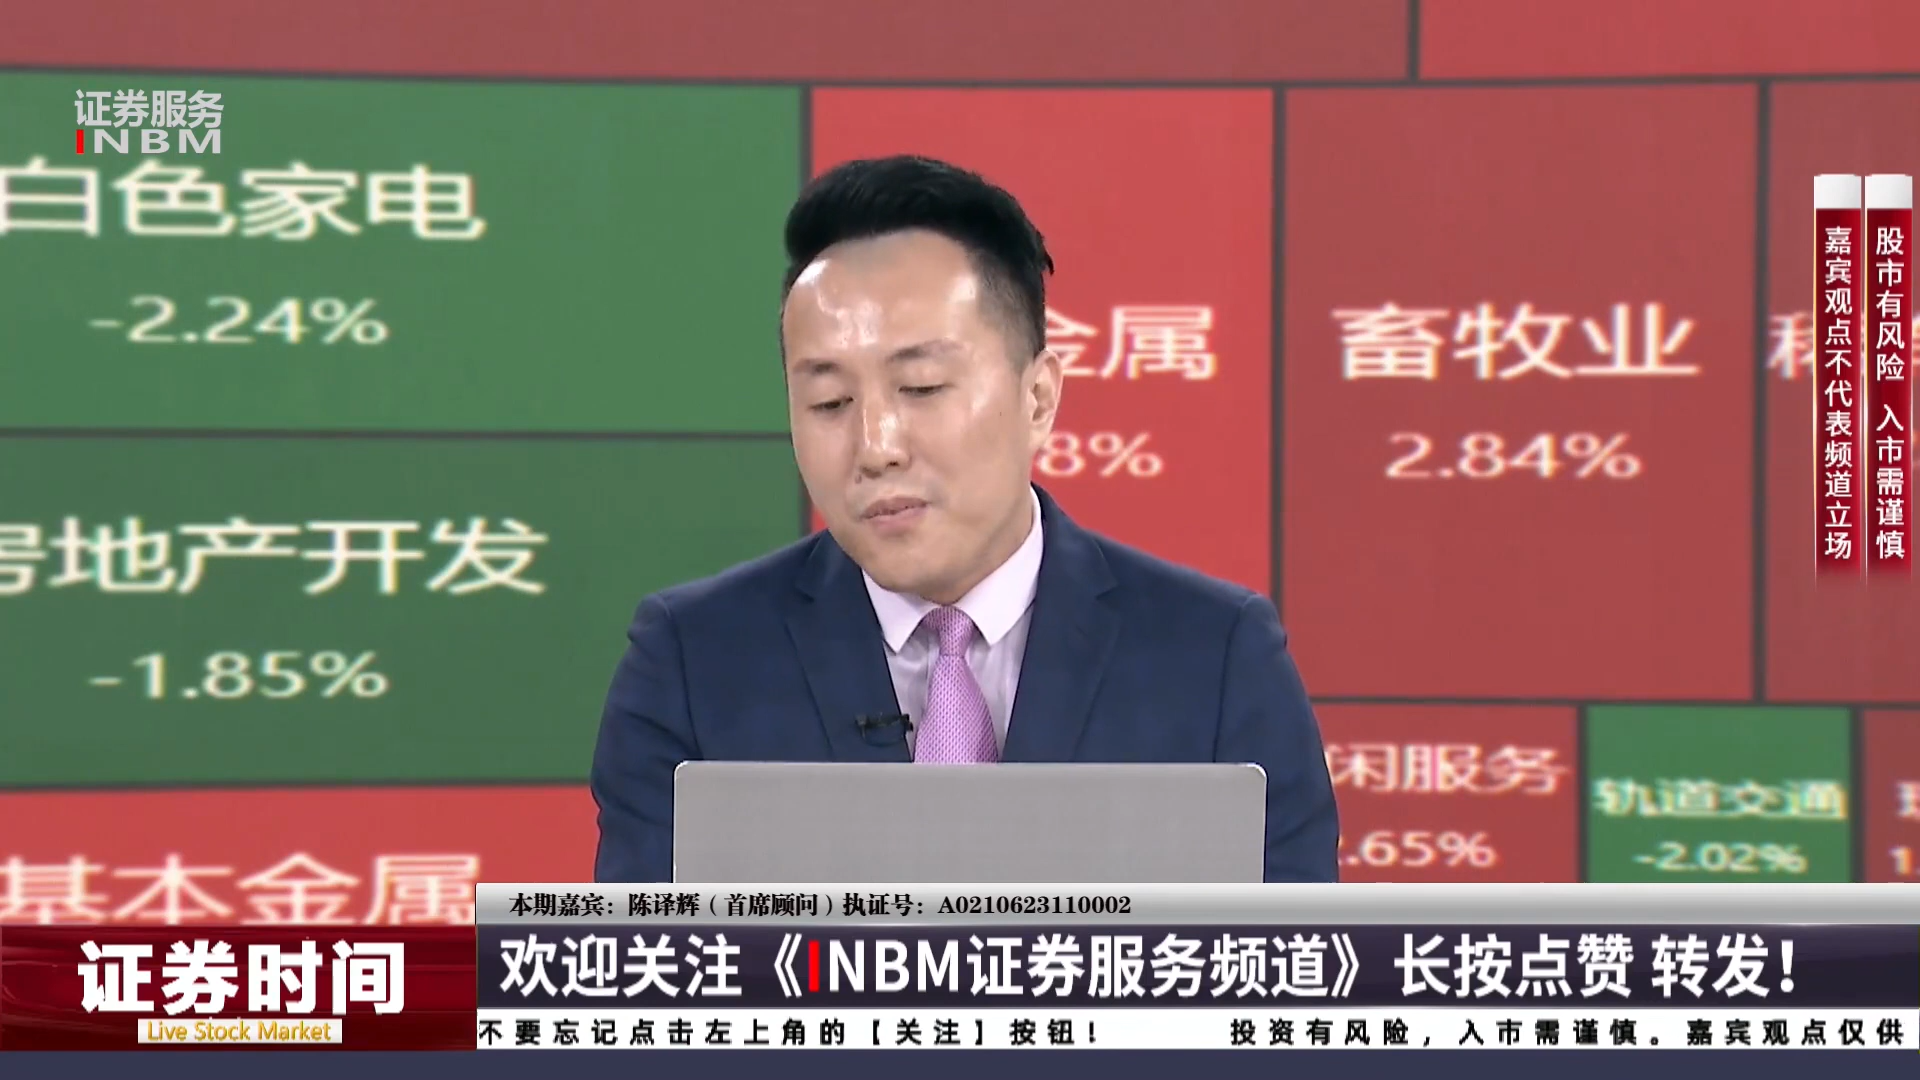 证券服务
INBM
白色家电
-2.24%
地产开发
-1.85%
基本金属
金属
8%
畜牧业
2.84%
闲服务
.65%
轨道交通
-2.02%
股市有风险 入市需谨慎
嘉宾观点不代表频道立场
本期嘉宾：陈译辉（首席顾问）执证号：A0210623110002
证券时间
Live Stock Market
欢迎关注《INBM证券服务频道》长按点赞 转发！
不要忘记点击左上角的【关注】按钮！ 投资有风险，入市需谨慎。嘉宾观点仅供